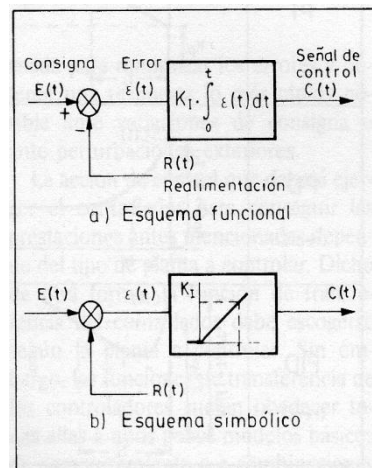 Consigna
Error
Señal de
control
E(t)
ε(t)
C(t)
+
−
t
K_I · ∫ ε(t) dt
0
R(t)
Realimentación
a) Esquema funcional
E(t)
ε(t)
K_I
C(t)
−
R(t)
b) Esquema simbólico